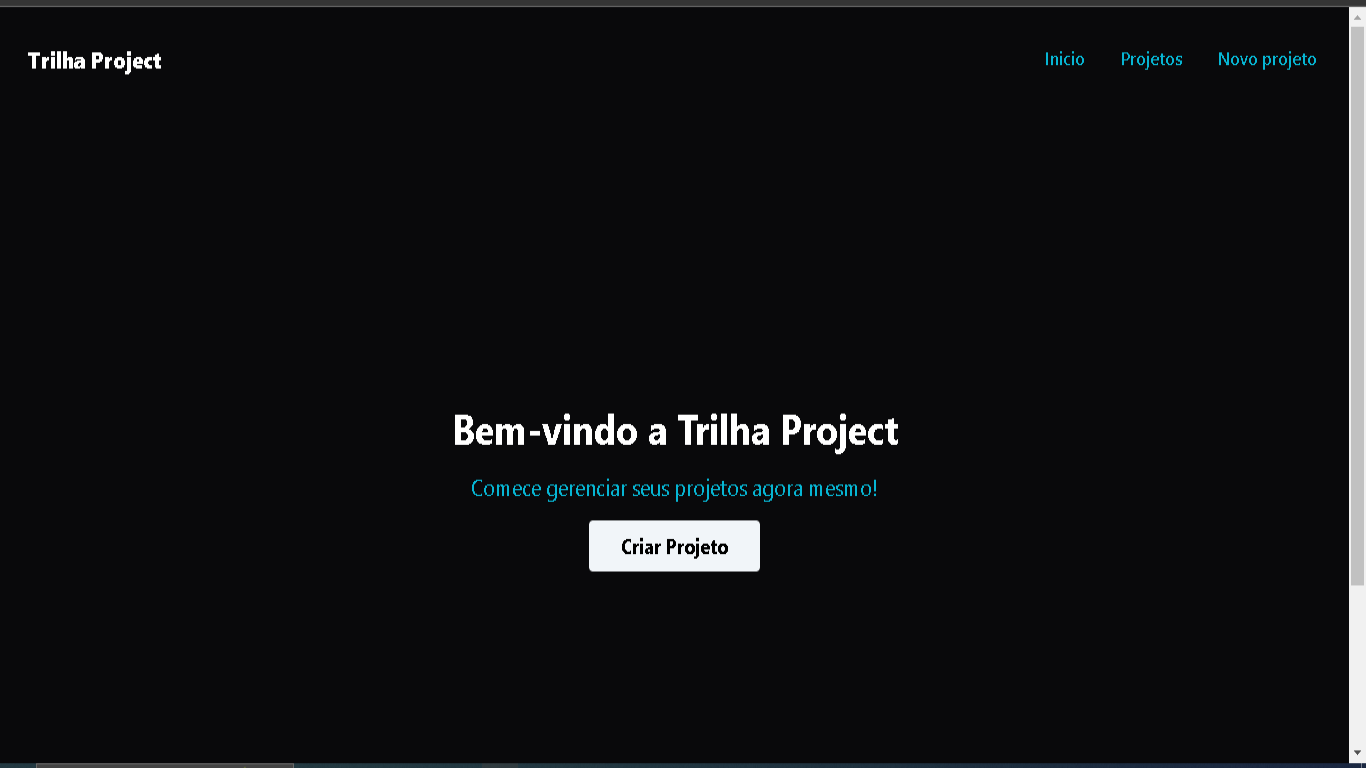 Trilha Project
Inicio Projetos Novo projeto
Bem-vindo a Trilha Project
Comece gerenciar seus projetos agora mesmo!
Criar Projeto